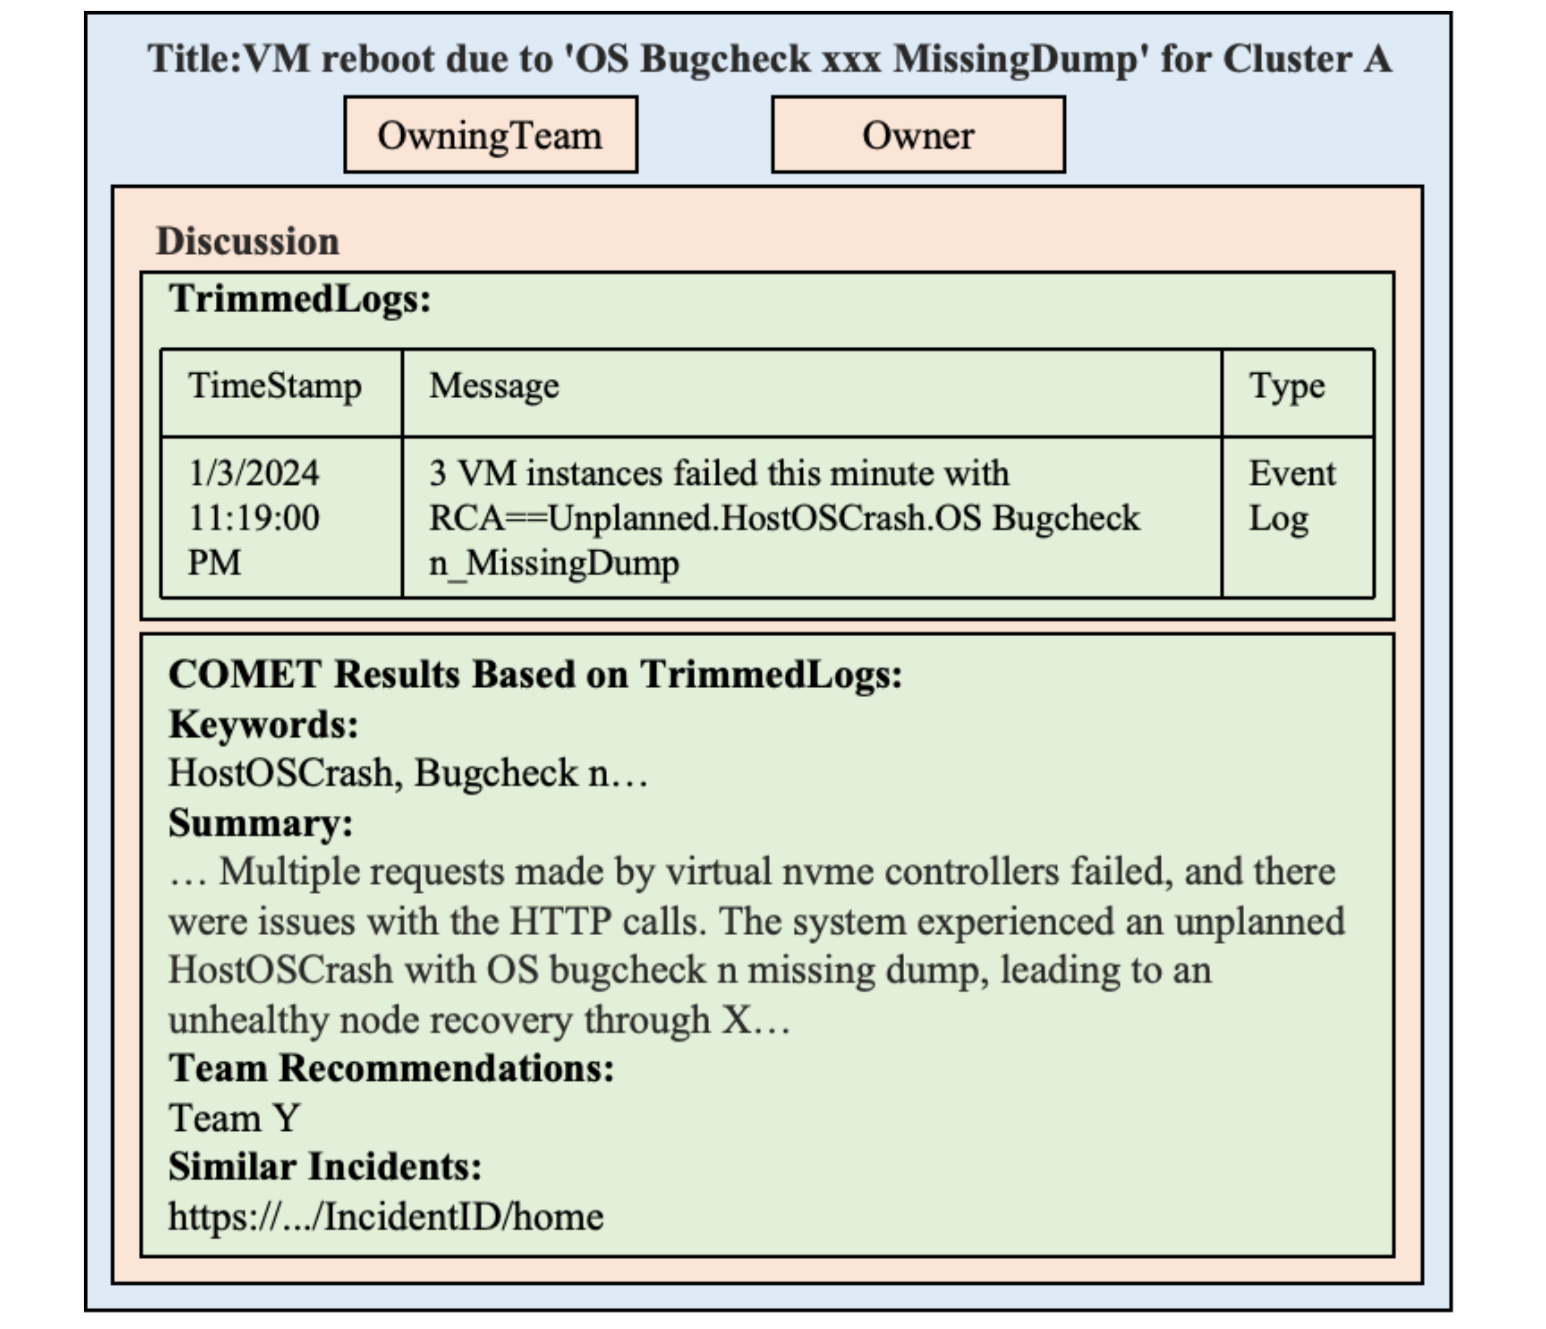 Title:VM reboot due to 'OS Bugcheck xxx MissingDump' for Cluster A
OwningTeam
Owner
Discussion
TrimmedLogs:
TimeStamp
Message
Type
1/3/2024
11:19:00
PM
3 VM instances failed this minute with
RCA==Unplanned.HostOSCrash.OS Bugcheck
n_MissingDump
Event
Log
COMET Results Based on TrimmedLogs:
Keywords:
HostOSCrash, Bugcheck n…
Summary:
… Multiple requests made by virtual nvme controllers failed, and there
were issues with the HTTP calls. The system experienced an unplanned
HostOSCrash with OS bugcheck n missing dump, leading to an
unhealthy node recovery through X…
Team Recommendations:
Team Y
Similar Incidents:
https://.../IncidentID/home